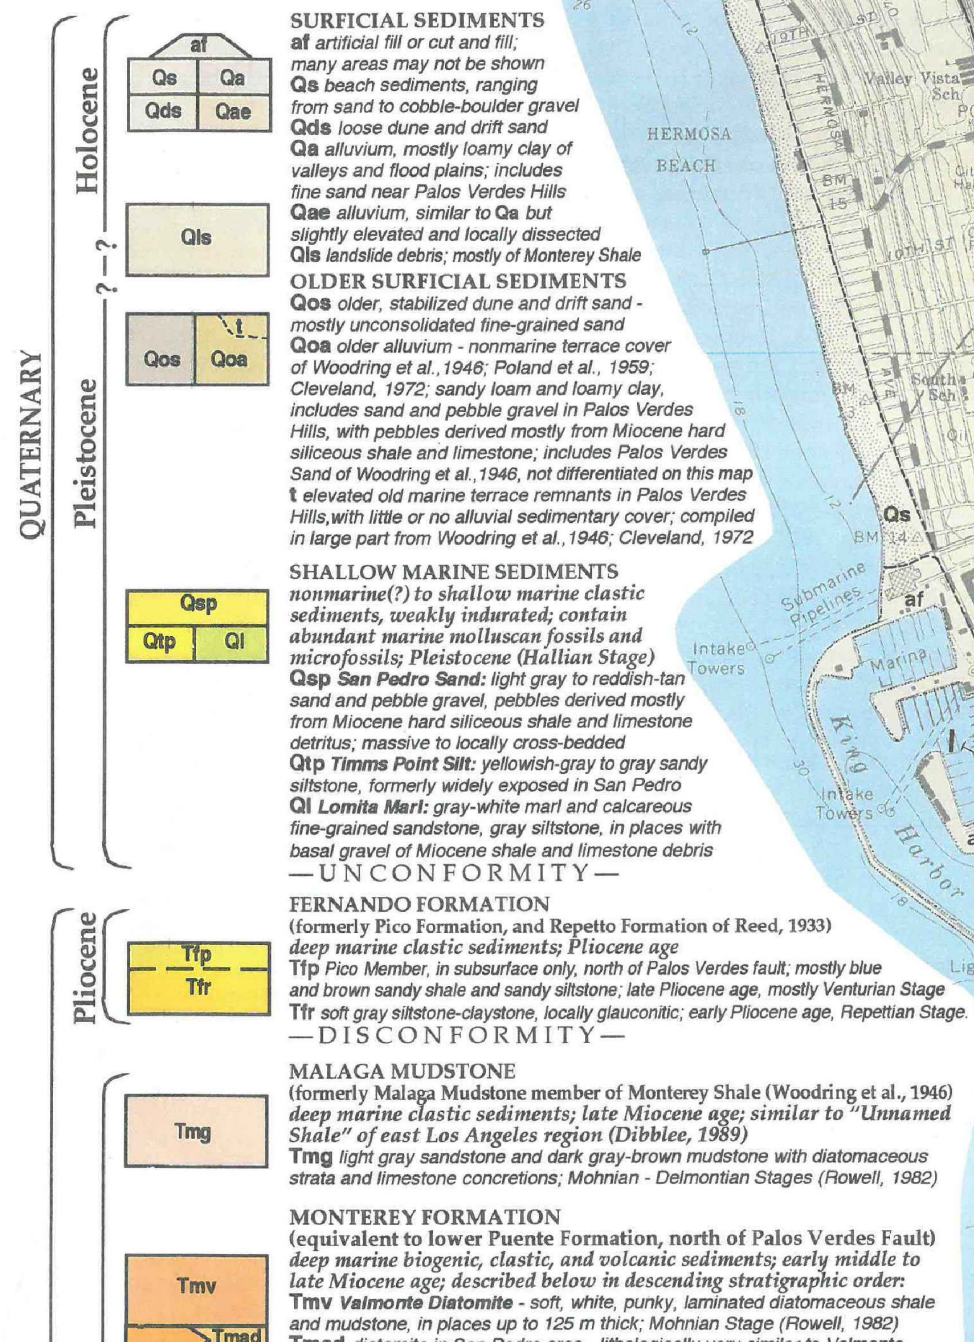 SURFICIAL SEDIMENTS
af artificial fill or cut and fill;
many areas may not be shown
Qs beach sediments, ranging
from sand to cobble-boulder gravel
Qds loose dune and drift sand
Qa alluvium, mostly loamy clay of
valleys and flood plains; includes
fine sand near Palos Verdes Hills
Qae alluvium, similar to Qa but
slightly elevated and locally dissected
Qls landslide debris; mostly of Monterey Shale
OLDER SURFICIAL SEDIMENTS
Qos older, stabilized dune and drift sand -
mostly unconsolidated fine-grained sand
Qoa older alluvium - nonmarine terrace cover
of Woodring et al., 1946; Poland et al., 1959;
Cleveland, 1972; sandy loam and loamy clay,
includes sand and pebble gravel in Palos Verdes
Hills, with pebbles derived mostly from Miocene hard
siliceous shale and limestone; includes Palos Verdes
Sand of Woodring et al., 1946, not differentiated on this map
t elevated old marine terrace remnants in Palos Verdes
Hills, with little or no alluvial sedimentary cover; compiled
in large part from Woodring et al., 1946; Cleveland, 1972
SHALLOW MARINE SEDIMENTS
nonmarine(?) to shallow marine clastic
sediments, weakly indurated; contain
abundant marine molluscan fossils and
microfossils; Pleistocene (Hallian Stage)
Qsp San Pedro Sand: light gray to reddish-tan
sand and pebble gravel, pebbles derived mostly
from Miocene hard siliceous shale and limestone
detritus; massive to locally cross-bedded
Qtp Timms Point Silt: yellowish-gray to gray sandy
siltstone, formerly widely exposed in San Pedro
Ql Lomita Marl: gray-white marl and calcareous
fine-grained sandstone, gray siltstone, in places with
basal gravel of Miocene shale and limestone debris
—UNCONFORMITY—
FERNANDO FORMATION
(formerly Pico Formation, and Repetto Formation of Reed, 1933)
deep marine clastic sediments; Pliocene age
Tfp Pico Member, in subsurface only, north of Palos Verdes fault; mostly blue
and brown sandy shale and sandy siltstone; late Pliocene age, mostly Venturian Stage
Tfr soft gray siltstone-claystone, locally glauconitic; early Pliocene age, Repettian Stage.
—DISCONFORMITY—
MALAGA MUDSTONE
(formerly Malaga Mudstone member of Monterey Shale (Woodring et al., 1946)
deep marine clastic sediments; late Miocene age; similar to "Unnamed
Shale" of east Los Angeles region (Dibblee, 1989)
Tmg light gray sandstone and dark gray-brown mudstone with diatomaceous
strata and limestone concretions; Mohnian - Delmontian Stages (Rowell, 1982)
MONTEREY FORMATION
(equivalent to lower Puente Formation, north of Palos Verdes Fault)
deep marine biogenic, clastic, and volcanic sediments; early middle to
late Miocene age; described below in descending stratigraphic order:
Tmv Valmonte Diatomite - soft, white, punky, laminated diatomaceous shale
and mudstone, in places up to 125 m thick; Mohnian Stage (Rowell, 1982)
QUATERNARY
Holocene
?—?
Pleistocene
Pliocene
af
Qs Qa
Qds Qae
Qls
t
Qos Qoa
Qsp
Qtp Ql
Tfp
Tfr
Tmg
Tmv
Tmad
26
12
19TH ST
HERMOSA
Valley Vista
Sch
HERMOSA
BEACH
BM
15
10TH ST
18
BM
13
AVE
South
Sch
12
Qs
BM 14
Submarine
Pipelines
af
Intake
Towers
Marina
King
Harbor
30
Intake
Towers
18